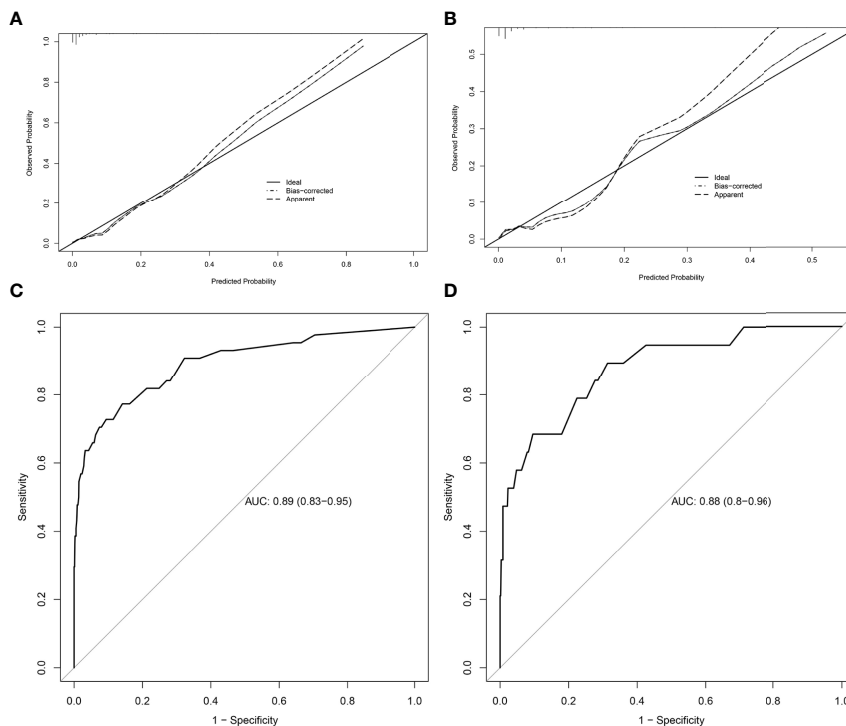 A
1.0
0.8
0.6
0.4
0.2
0.0
Observed Probability
Ideal
Bias−corrected
Apparent
0.0 0.2 0.4 0.6 0.8 1.0
Predicted Probability
B
0.5
0.4
0.3
0.2
0.1
0.0
Observed Probability
Ideal
Bias−corrected
Apparent
0.0 0.1 0.2 0.3 0.4 0.5
Predicted Probability
C
1.0
0.8
0.6
0.4
0.2
0.0
Sensitivity
AUC: 0.89 (0.83−0.95)
0.0 0.2 0.4 0.6 0.8 1.0
1 − Specificity
D
1.0
0.8
0.6
0.4
0.2
0.0
Sensitivity
AUC: 0.88 (0.8−0.96)
0.0 0.2 0.4 0.6 0.8 1.0
1 − Specificity